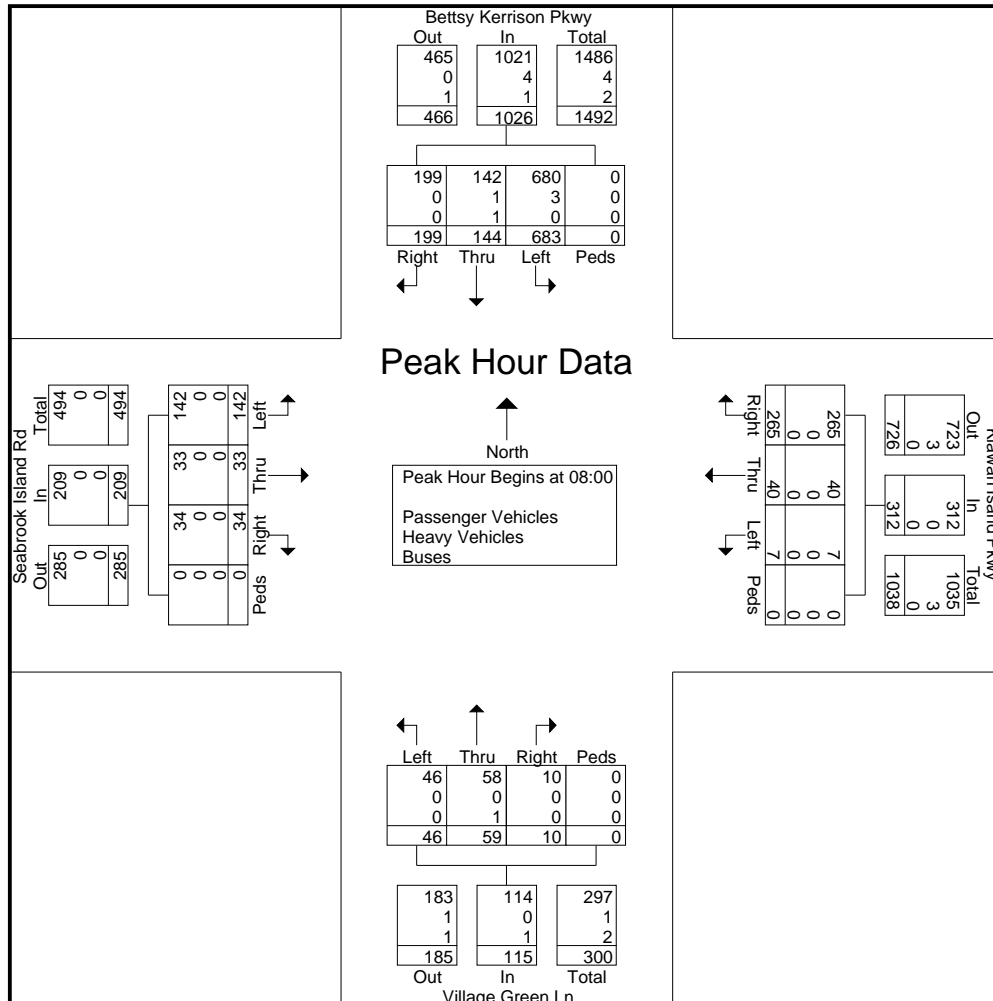 Bettsy Kerrison Pkwy
Out In Total
465 1021 1486
0 4 4
1 1 2
466 1026 1492
199 142 680 0
0 1 3 0
0 1 0 0
199 144 683 0
Right Thru Left Peds
Peak Hour Data
North
Peak Hour Begins at 08:00
Passenger Vehicles
Heavy Vehicles
Buses
Seabrook Island Rd
Total In Out
494 209 285
0 0 0
0 0 0
494 209 285
142 33 34 0
0 0 0 0
0 0 0 0
142 33 34 0
Left Thru Right Peds
Right Thru Left Peds
265 40 7 0
0 0 0 0
0 0 0 0
265 40 7 0
Out In Total
723 312 1035
3 0 3
0 0 0
726 312 1038
Pkwy
Left Thru Right Peds
46 58 10 0
0 0 0 0
0 1 0 0
46 59 10 0
183 114 297
1 0 1
1 1 2
185 115 300
Out In Total
Village Green Ln